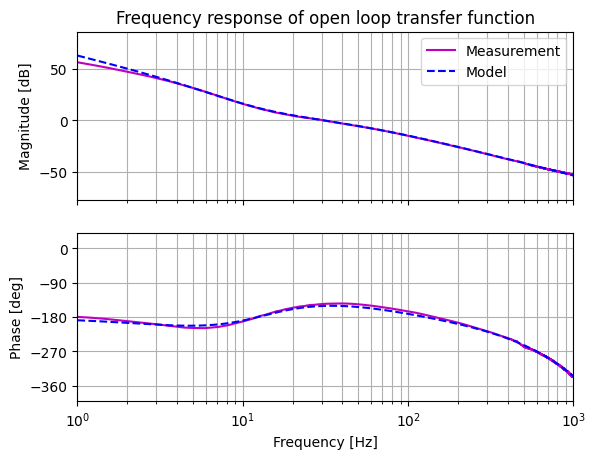 Frequency response of open loop transfer function
Magnitude [dB]
50
0
−50
Measurement
Model
Phase [deg]
0
−90
−180
−270
−360
10⁰
10¹
10²
10³
Frequency [Hz]